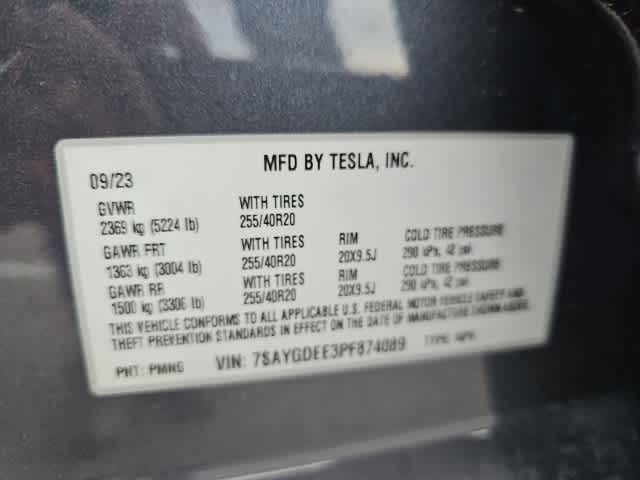 MFD BY TESLA, INC.
09/23
GVWR
2369 kg (5224 lb)
WITH TIRES
255/40R20
GAWR FRT
1363 kg (3004 lb)
WITH TIRES
255/40R20
RIM
20X9.5J
COLD TIRE PRESSURE
290 kPa, 42 psi
GAWR RR
1500 kg (3306 lb)
WITH TIRES
255/40R20
RIM
20X9.5J
COLD TIRE PRESSURE
290 kPa, 42 psi
THIS VEHICLE CONFORMS TO ALL APPLICABLE U.S. FEDERAL MOTOR VEHICLE SAFETY AND
THEFT PREVENTION STANDARDS IN EFFECT ON THE DATE OF MANUFACTURE SHOWN ABOVE.
PNT: PMNG
VIN: 7SAYGDEE3PF874089
TYPE: MPV